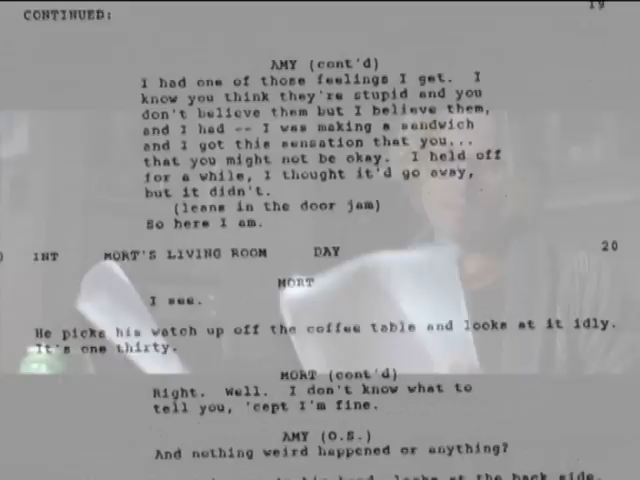 19
CONTINUED:
AMY (cont'd)
I had one of those feelings I get. I
know you think they're stupid and you
don't believe them but I believe them,
and I had -- I was making a sandwich
and I got this sensation that you...
that you might not be okay. I held off
for a while, I thought it'd go away,
but it didn't.
(leans in the door jam)
So here I am.
INT MORT'S LIVING ROOM DAY 20
MORT
I see.
He picks his watch up off the coffee table and looks at it idly.
It's one thirty.
MORT (cont'd)
Right. Well. I don't know what to
tell you, 'cept I'm fine.
AMY (O.S.)
And nothing weird happened or anything?
looks at the back side.